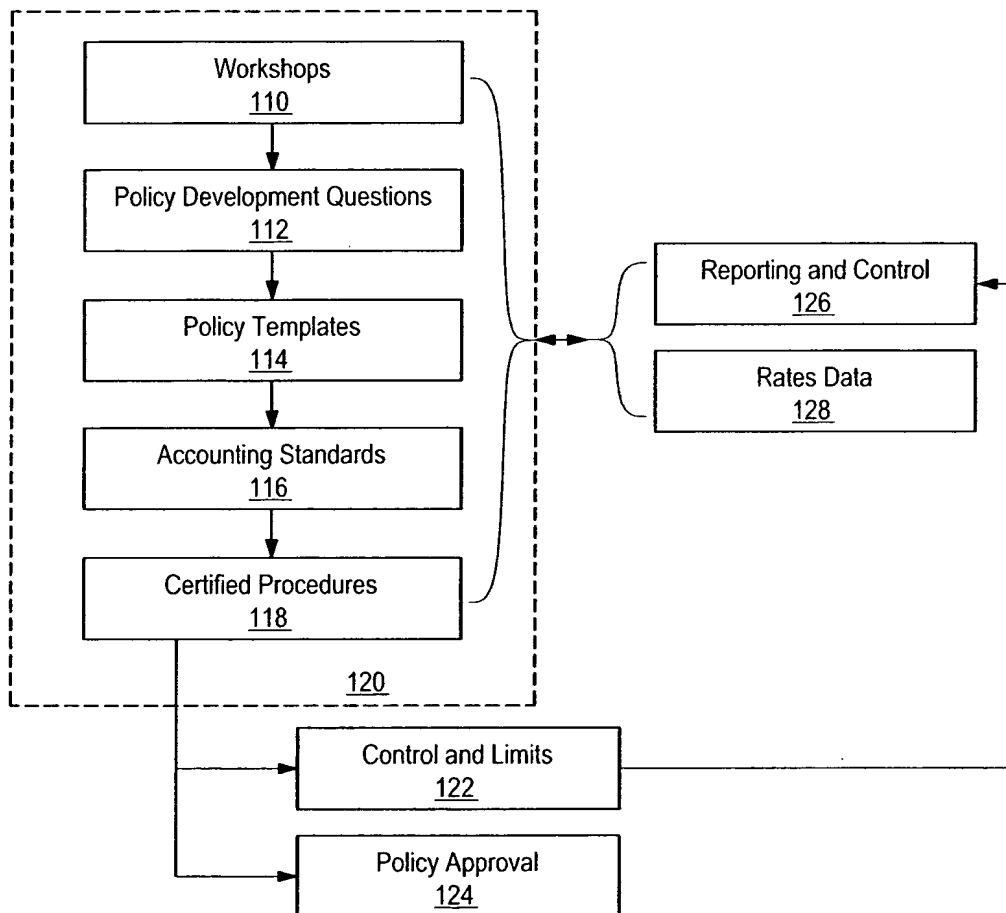 Workshops
110
Policy Development Questions
112
Policy Templates
114
Accounting Standards
116
Certified Procedures
118
120
Reporting and Control
126
Rates Data
128
Control and Limits
122
Policy Approval
124